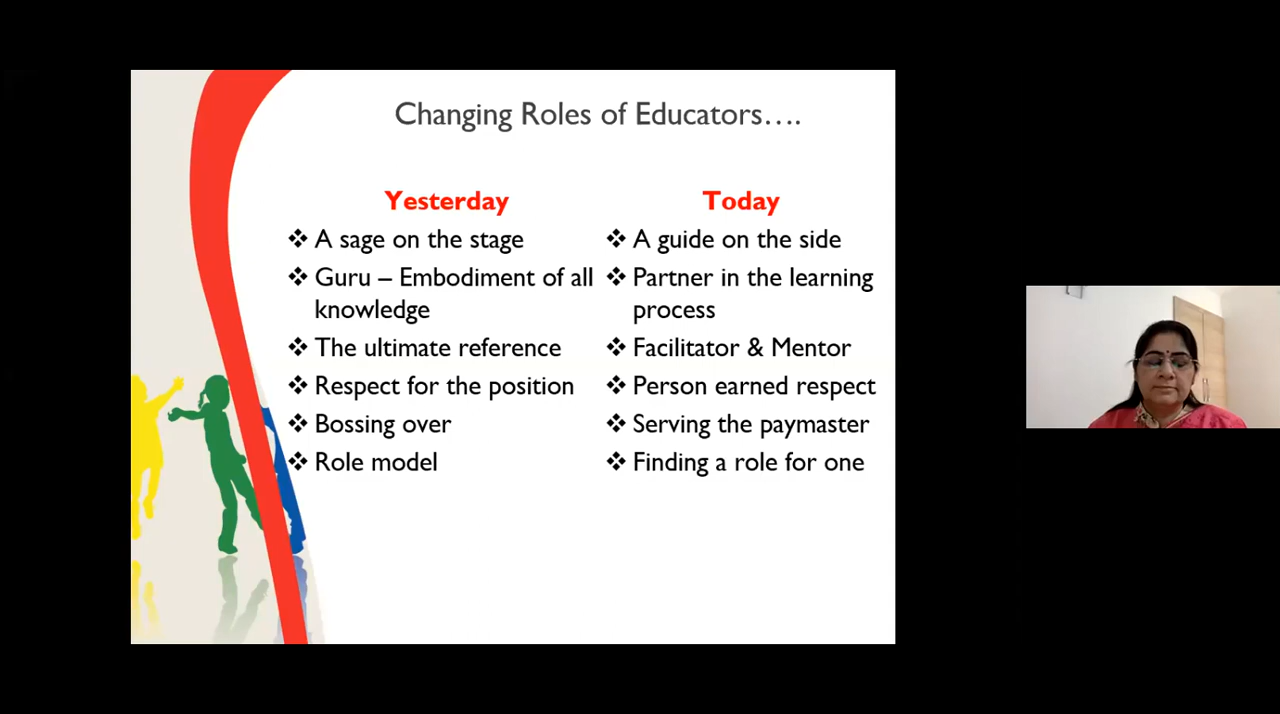 Changing Roles of Educators….
Yesterday
❖ A sage on the stage
❖ Guru – Embodiment of all
knowledge
❖ The ultimate reference
❖ Respect for the position
❖ Bossing over
❖ Role model
Today
❖ A guide on the side
❖ Partner in the learning
process
❖ Facilitator & Mentor
❖ Person earned respect
❖ Serving the paymaster
❖ Finding a role for one